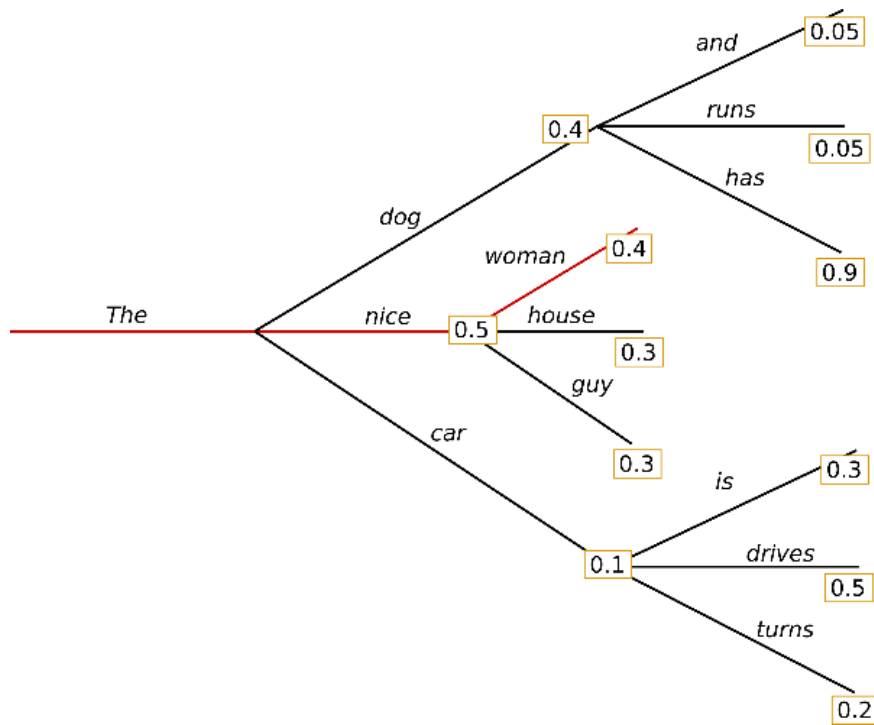 The
dog
0.4
and
0.05
runs
0.05
has
0.9
nice
0.5
woman
0.4
house
0.3
guy
0.3
car
0.1
is
0.3
drives
0.5
turns
0.2